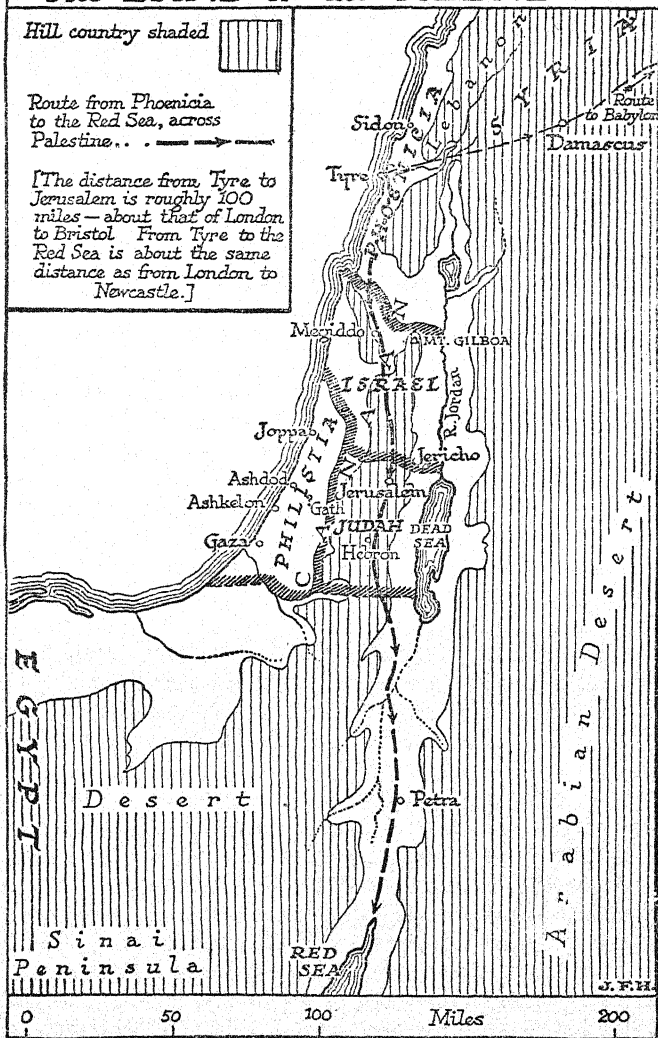 Hill country shaded
Route from Phoenicia
to the Red Sea, across
Palestine . . .
[The distance from Tyre to
Jerusalem is roughly 100
miles — about that of London
to Bristol From Tyre to the
Red Sea is about the same
distance as from London to
Newcastle.]
SYRIA
Lebanon
Route
to Babylon
Sidon
Damascus
Tyre
PHOENICIA
Megiddo
MT. GILBOA
ISRAEL
CANAAN
R. Jordan
Joppa
PHILISTIA
Jericho
Ashdod
Jerusalem
Ashkelon
Gath
JUDAH
DEAD
SEA
Gaza
Hebron
EGYPT
Desert
Petra
Arabian Desert
Sinai
Peninsula
RED
SEA
J.F.H.
0 50 100 Miles 200